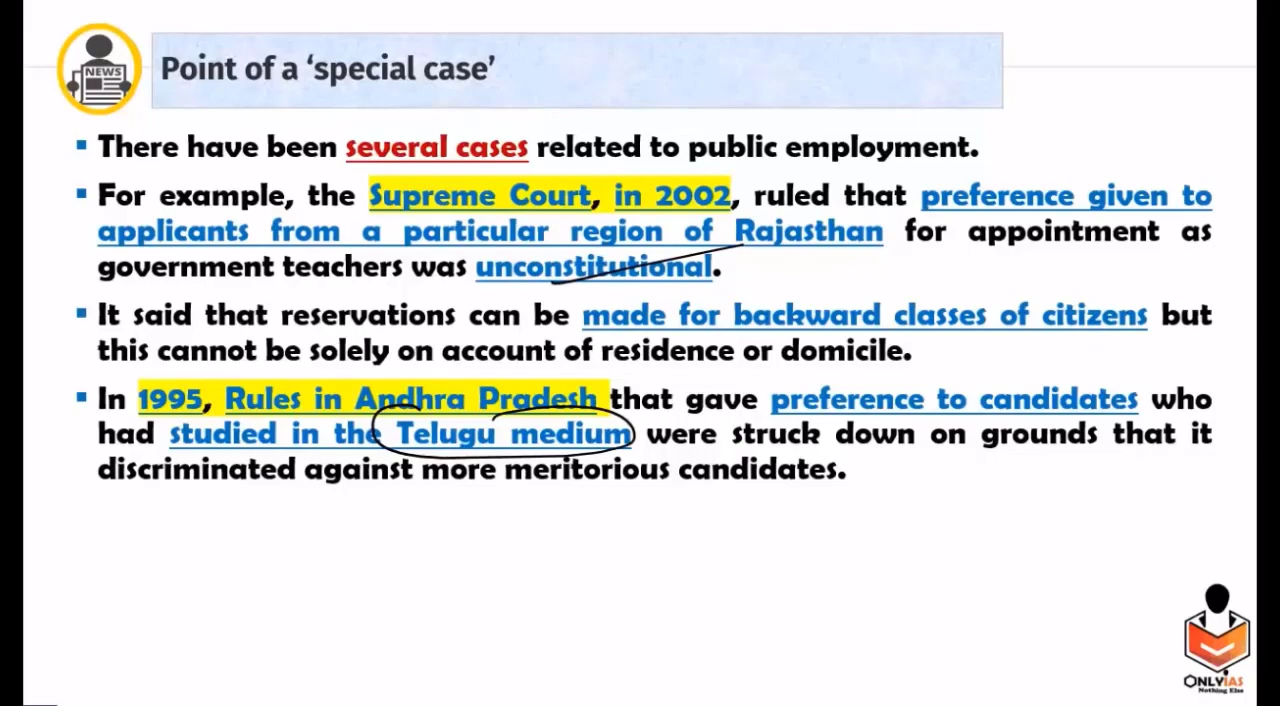 NEWS
Point of a ‘special case’
There have been several cases related to public employment.
For example, the Supreme Court, in 2002, ruled that preference given to
applicants from a particular region of Rajasthan for appointment as
government teachers was unconstitutional.
It said that reservations can be made for backward classes of citizens but
this cannot be solely on account of residence or domicile.
In 1995, Rules in Andhra Pradesh that gave preference to candidates who
had studied in the Telugu medium were struck down on grounds that it
discriminated against more meritorious candidates.
ONLYIAS
Nothing Else